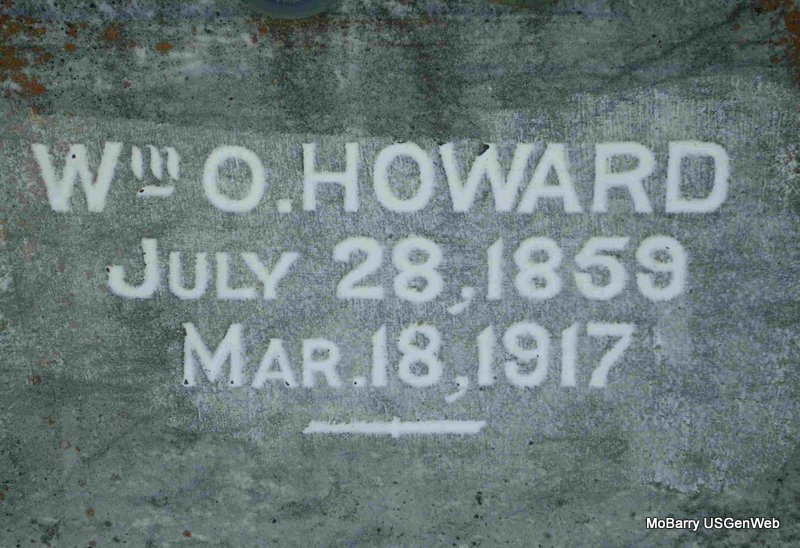 Wm O. HOWARD
JULY 28, 1859
MAR. 18, 1917
MoBarry USGenWeb